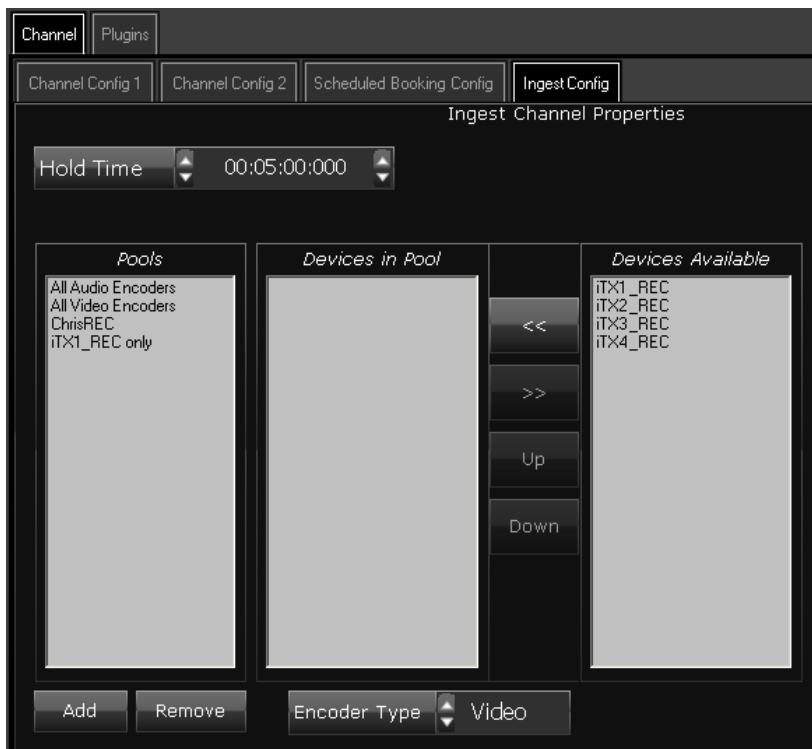 Channel Plugins
Channel Config 1 Channel Config 2 Scheduled Booking Config Ingest Config
Ingest Channel Properties
Hold Time 00:05:00:000
Pools
All Audio Encoders
All Video Encoders
ChrisREC
iTX1_REC only
Devices in Pool
<<
>>
Up
Down
Devices Available
iTX1_REC
iTX2_REC
iTX3_REC
iTX4_REC
Add Remove Encoder Type Video